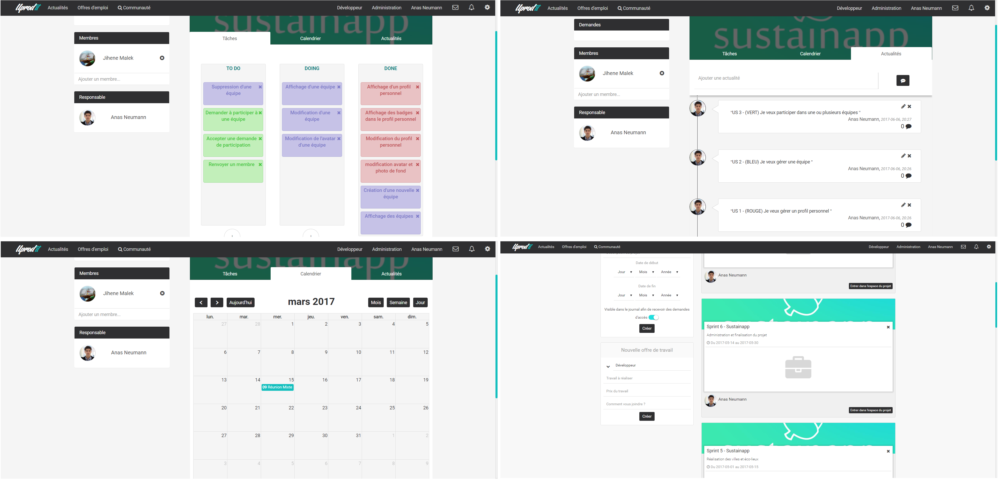 Uprodit Actualités Offres d'emploi Communauté Développeur Administration Anas Neumann
sustainapp
Membres
Jihene Malek
Ajouter un membre...
Responsable
Anas Neumann
Tâches Calendrier Actualités
TO DO DOING DONE
Suppression d'une
équipe
Demander à participer à
une équipe
Accepter une demande
de participation
Renvoyer un membre
Affichage d'une équipe
Modification d'une
équipe
Modification de l'avatar
d'une équipe
Affichage d'un profil
personnel
Affichage des badges
dans le profil personnel
Modification du profil
personnel
modification avatar et
photo de fond
Création d'une nouvelle
équipe
Affichage des équipes
Uprodit Actualités Offres d'emploi Communauté Développeur Administration Anas Neumann
Demandes
Membres
Jihene Malek
Ajouter un membre...
Responsable
Anas Neumann
sustainapp
Tâches Calendrier Actualités
Ajouter une actualité
"US 3 - (VERT) Je veux participer dans une ou plusieurs équipes "
Anas Neumann, 2017-06-06, 20:27
0
"US 2 - (BLEU) Je veux gérer une équipe "
Anas Neumann, 2017-06-06, 20:26
0
"US 1 - (ROUGE) Je veux gérer un profil personnel "
Anas Neumann, 2017-06-06, 20:26
0
Uprodit Actualités Offres d'emploi Communauté Développeur Administration Anas Neumann
sustainapp
Membres
Jihene Malek
Ajouter un membre...
Responsable
Anas Neumann
Tâches Calendrier Actualités
Aujourd'hui mars 2017 Mois Semaine Jour
lun. mar. mer. jeu. ven. sam. dim.
27 28 1 2 3 4 5
6 7 8 9 10 11 12
13 14 15 16 17 18 19
09 Réunion Mixte
20 21 22 23 24 25 26
27 28 29 30 31 1 2
3 4 5 6 7 8 9
Uprodit Actualités Offres d'emploi Communauté Développeur Administration Anas Neumann
Date de début
Jour Mois Année
Date de fin
Jour Mois Année
Visible dans le journal afin de recevoir des demandes
d'accès
Créer
Nouvelle offre de travail
Développeur
Travail à réaliser
Prix du travail
Comment vous joindre ?
Créer
Anas Neumann
Entrer dans l'espace du projet
Sprint 6 - Sustainapp
Administration et finalisation du projet
Du 2017-05-14 au 2017-05-30
Anas Neumann
Entrer dans l'espace du projet
Sprint 5 - Sustainapp
Réalisation des villes et éco-lieux
Du 2017-05-01 au 2017-05-15